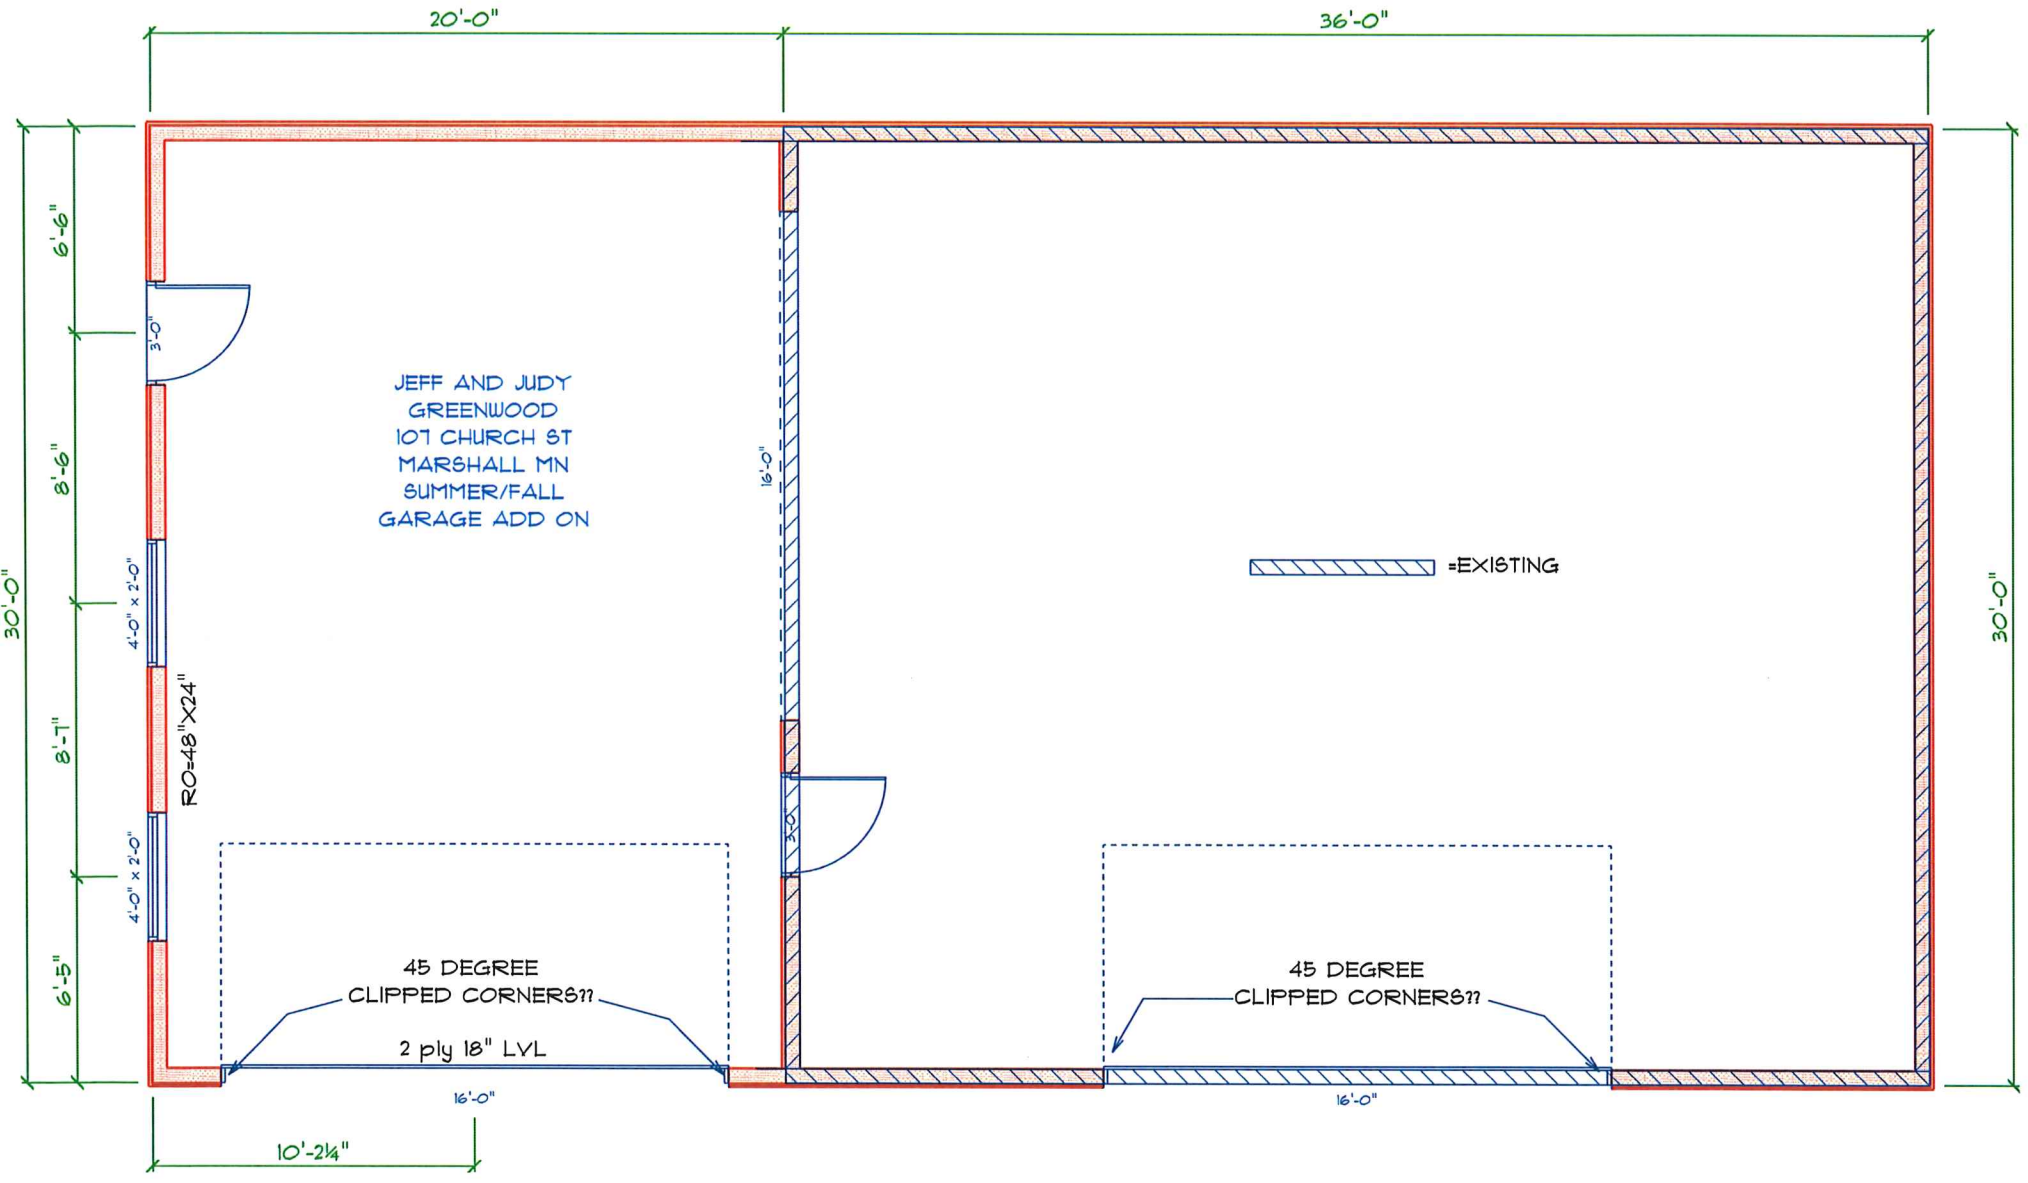 20'-0"
36'-0"
6'-6"
3'-0"
JEFF AND JUDY
GREENWOOD
107 CHURCH ST
MARSHALL MN
SUMMER/FALL
GARAGE ADD ON
8'-6"
16'-0"
=EXISTING
30'-0"
4'-0" x 2'-0"
30'-0"
8'-7"
RO=48"X24"
3'-0"
4'-0" x 2'-0"
6'-5"
45 DEGREE
CLIPPED CORNERS??
45 DEGREE
CLIPPED CORNERS??
2 ply 18" LVL
16'-0"
16'-0"
10'-2¼"